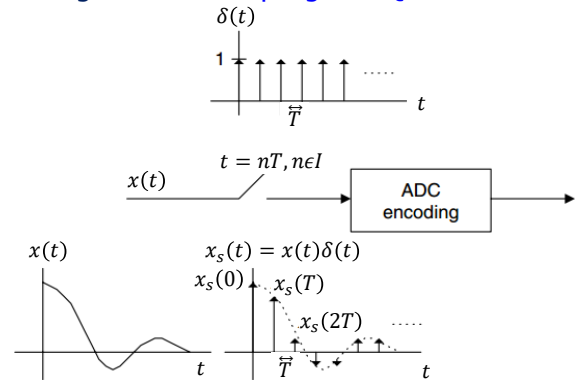 δ(t)
1
.....
t
T
t = nT, nϵI
x(t)
ADC
encoding
x(t)
x_s(t) = x(t)δ(t)
x_s(0)
x_s(T)
x_s(2T)
.....
t
T
t